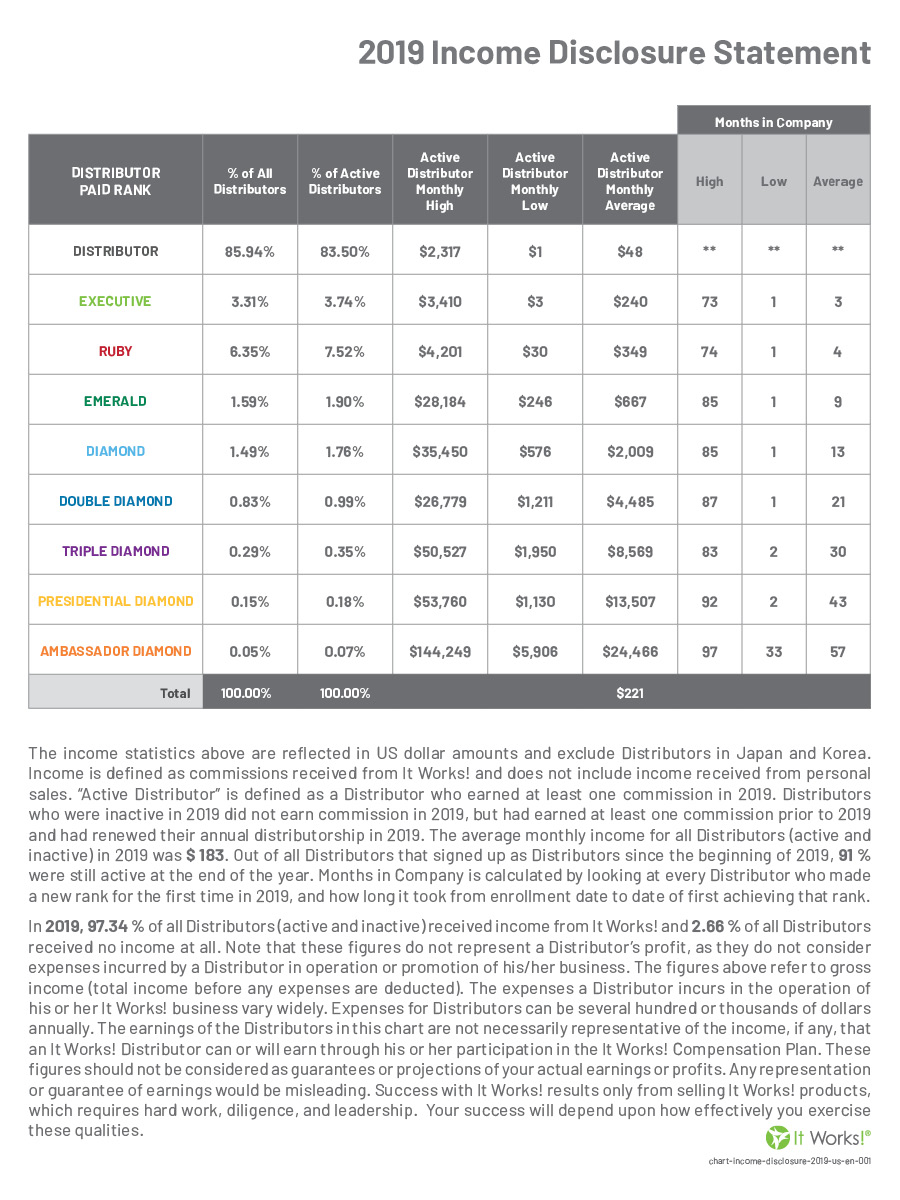 2019 Income Disclosure Statement
Months in Company
DISTRIBUTOR PAID RANK | % of All Distributors | % of Active Distributors | Active Distributor Monthly High | Active Distributor Monthly Low | Active Distributor Monthly Average | High | Low | Average
DISTRIBUTOR | 85.94% | 83.50% | $2,317 | $1 | $48 | ** | ** | **
EXECUTIVE | 3.31% | 3.74% | $3,410 | $3 | $240 | 73 | 1 | 3
RUBY | 6.35% | 7.52% | $4,201 | $30 | $349 | 74 | 1 | 4
EMERALD | 1.59% | 1.90% | $28,184 | $246 | $667 | 85 | 1 | 9
DIAMOND | 1.49% | 1.76% | $35,450 | $576 | $2,009 | 85 | 1 | 13
DOUBLE DIAMOND | 0.83% | 0.99% | $26,779 | $1,211 | $4,485 | 87 | 1 | 21
TRIPLE DIAMOND | 0.29% | 0.35% | $50,527 | $1,950 | $8,569 | 83 | 2 | 30
PRESIDENTIAL DIAMOND | 0.15% | 0.18% | $53,760 | $1,130 | $13,507 | 92 | 2 | 43
AMBASSADOR DIAMOND | 0.05% | 0.07% | $144,249 | $5,906 | $24,466 | 97 | 33 | 57
Total | 100.00% | 100.00% | $221
The income statistics above are reflected in US dollar amounts and exclude Distributors in Japan and Korea.
Income is defined as commissions received from It Works! and does not include income received from personal
sales. "Active Distributor" is defined as a Distributor who earned at least one commission in 2019. Distributors
who were inactive in 2019 did not earn commission in 2019, but had earned at least one commission prior to 2019
and had renewed their annual distributorship in 2019. The average monthly income for all Distributors (active and
inactive) in 2019 was $ 183. Out of all Distributors that signed up as Distributors since the beginning of 2019, 91 %
were still active at the end of the year. Months in Company is calculated by looking at every Distributor who made
a new rank for the first time in 2019, and how long it took from enrollment date to date of first achieving that rank.
In 2019, 97.34 % of all Distributors (active and inactive) received income from It Works! and 2.66 % of all Distributors
received no income at all. Note that these figures do not represent a Distributor's profit, as they do not consider
expenses incurred by a Distributor in operation or promotion of his/her business. The figures above refer to gross
income (total income before any expenses are deducted). The expenses a Distributor incurs in the operation of
his or her It Works! business vary widely. Expenses for Distributors can be several hundred or thousands of dollars
annually. The earnings of the Distributors in this chart are not necessarily representative of the income, if any, that
an It Works! Distributor can or will earn through his or her participation in the It Works! Compensation Plan. These
figures should not be considered as guarantees or projections of your actual earnings or profits. Any representation
or guarantee of earnings would be misleading. Success with It Works! results only from selling It Works! products,
which requires hard work, diligence, and leadership. Your success will depend upon how effectively you exercise
these qualities.
It Works!®
chart-income-disclosure-2019-us-en-001